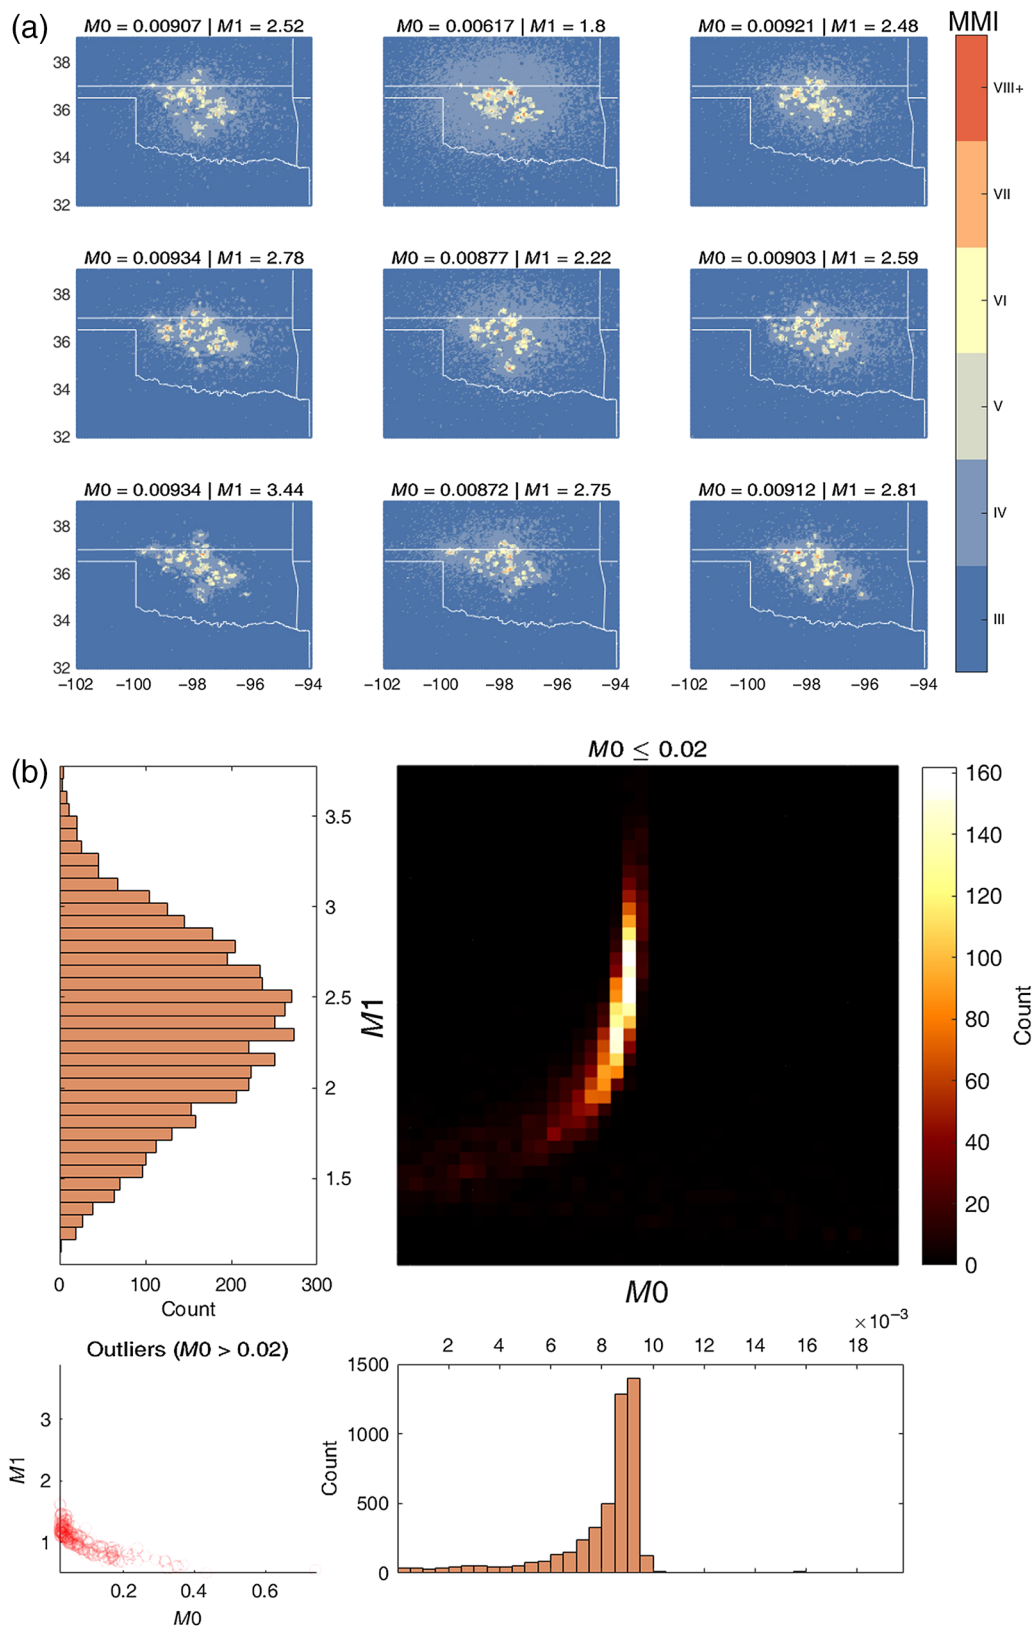 (a)
M0 = 0.00907 | M1 = 2.52
M0 = 0.00617 | M1 = 1.8
M0 = 0.00921 | M1 = 2.48
MMI
38
36
34
32
VIII+
VII
VI
V
IV
III
M0 = 0.00934 | M1 = 2.78
M0 = 0.00877 | M1 = 2.22
M0 = 0.00903 | M1 = 2.59
38
36
34
32
M0 = 0.00934 | M1 = 3.44
M0 = 0.00872 | M1 = 2.75
M0 = 0.00912 | M1 = 2.81
38
36
34
32
−102 −100 −98 −96 −94
−102 −100 −98 −96 −94
−102 −100 −98 −96 −94
(b)
3.5
3
2.5
2
1.5
0 100 200 300
Count
M0 ≤ 0.02
M1
M0
160
140
120
100
80
60
40
20
0
Count
Outliers (M0 > 0.02)
3
2
1
M1
0.2 0.4 0.6
M0
×10−3
2 4 6 8 10 12 14 16 18
1500
1000
500
0
Count